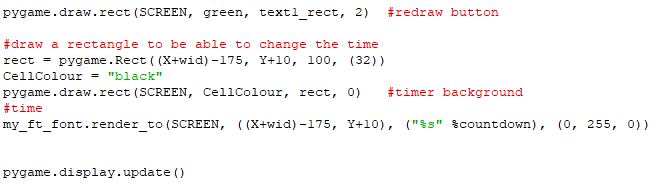 pygame.draw.rect(SCREEN, green, text1_rect, 2)  #redraw button
#draw a rectangle to be able to change the time
rect = pygame.Rect((X+wid)-175, Y+10, 100, (32))
CellColour = "black"
pygame.draw.rect(SCREEN, CellColour, rect, 0)   #timer background
#time
my_ft_font.render_to(SCREEN, ((X+wid)-175, Y+10), ("%s" %countdown), (0, 255, 0))
pygame.display.update()